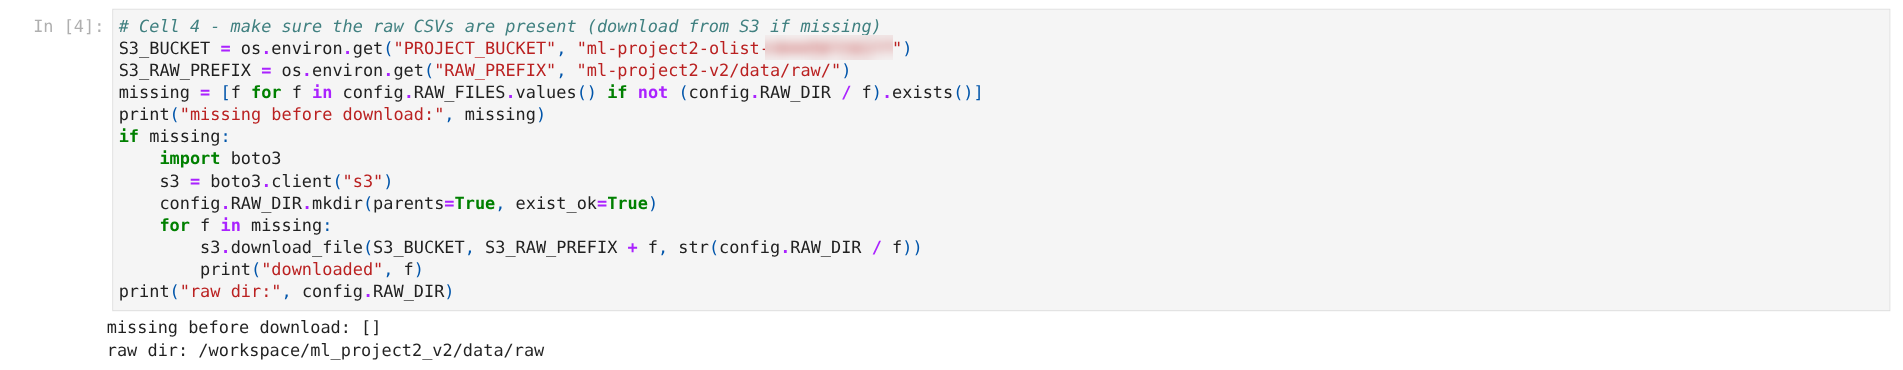 In [4]:
# Cell 4 - make sure the raw CSVs are present (download from S3 if missing)
S3_BUCKET = os.environ.get("PROJECT_BUCKET", "ml-project2-olist-")
S3_RAW_PREFIX = os.environ.get("RAW_PREFIX", "ml-project2-v2/data/raw/")
missing = [f for f in config.RAW_FILES.values() if not (config.RAW_DIR / f).exists()]
print("missing before download:", missing)
if missing:
    import boto3
    s3 = boto3.client("s3")
    config.RAW_DIR.mkdir(parents=True, exist_ok=True)
    for f in missing:
        s3.download_file(S3_BUCKET, S3_RAW_PREFIX + f, str(config.RAW_DIR / f))
        print("downloaded", f)
print("raw dir:", config.RAW_DIR)
missing before download: []
raw dir: /workspace/ml_project2_v2/data/raw